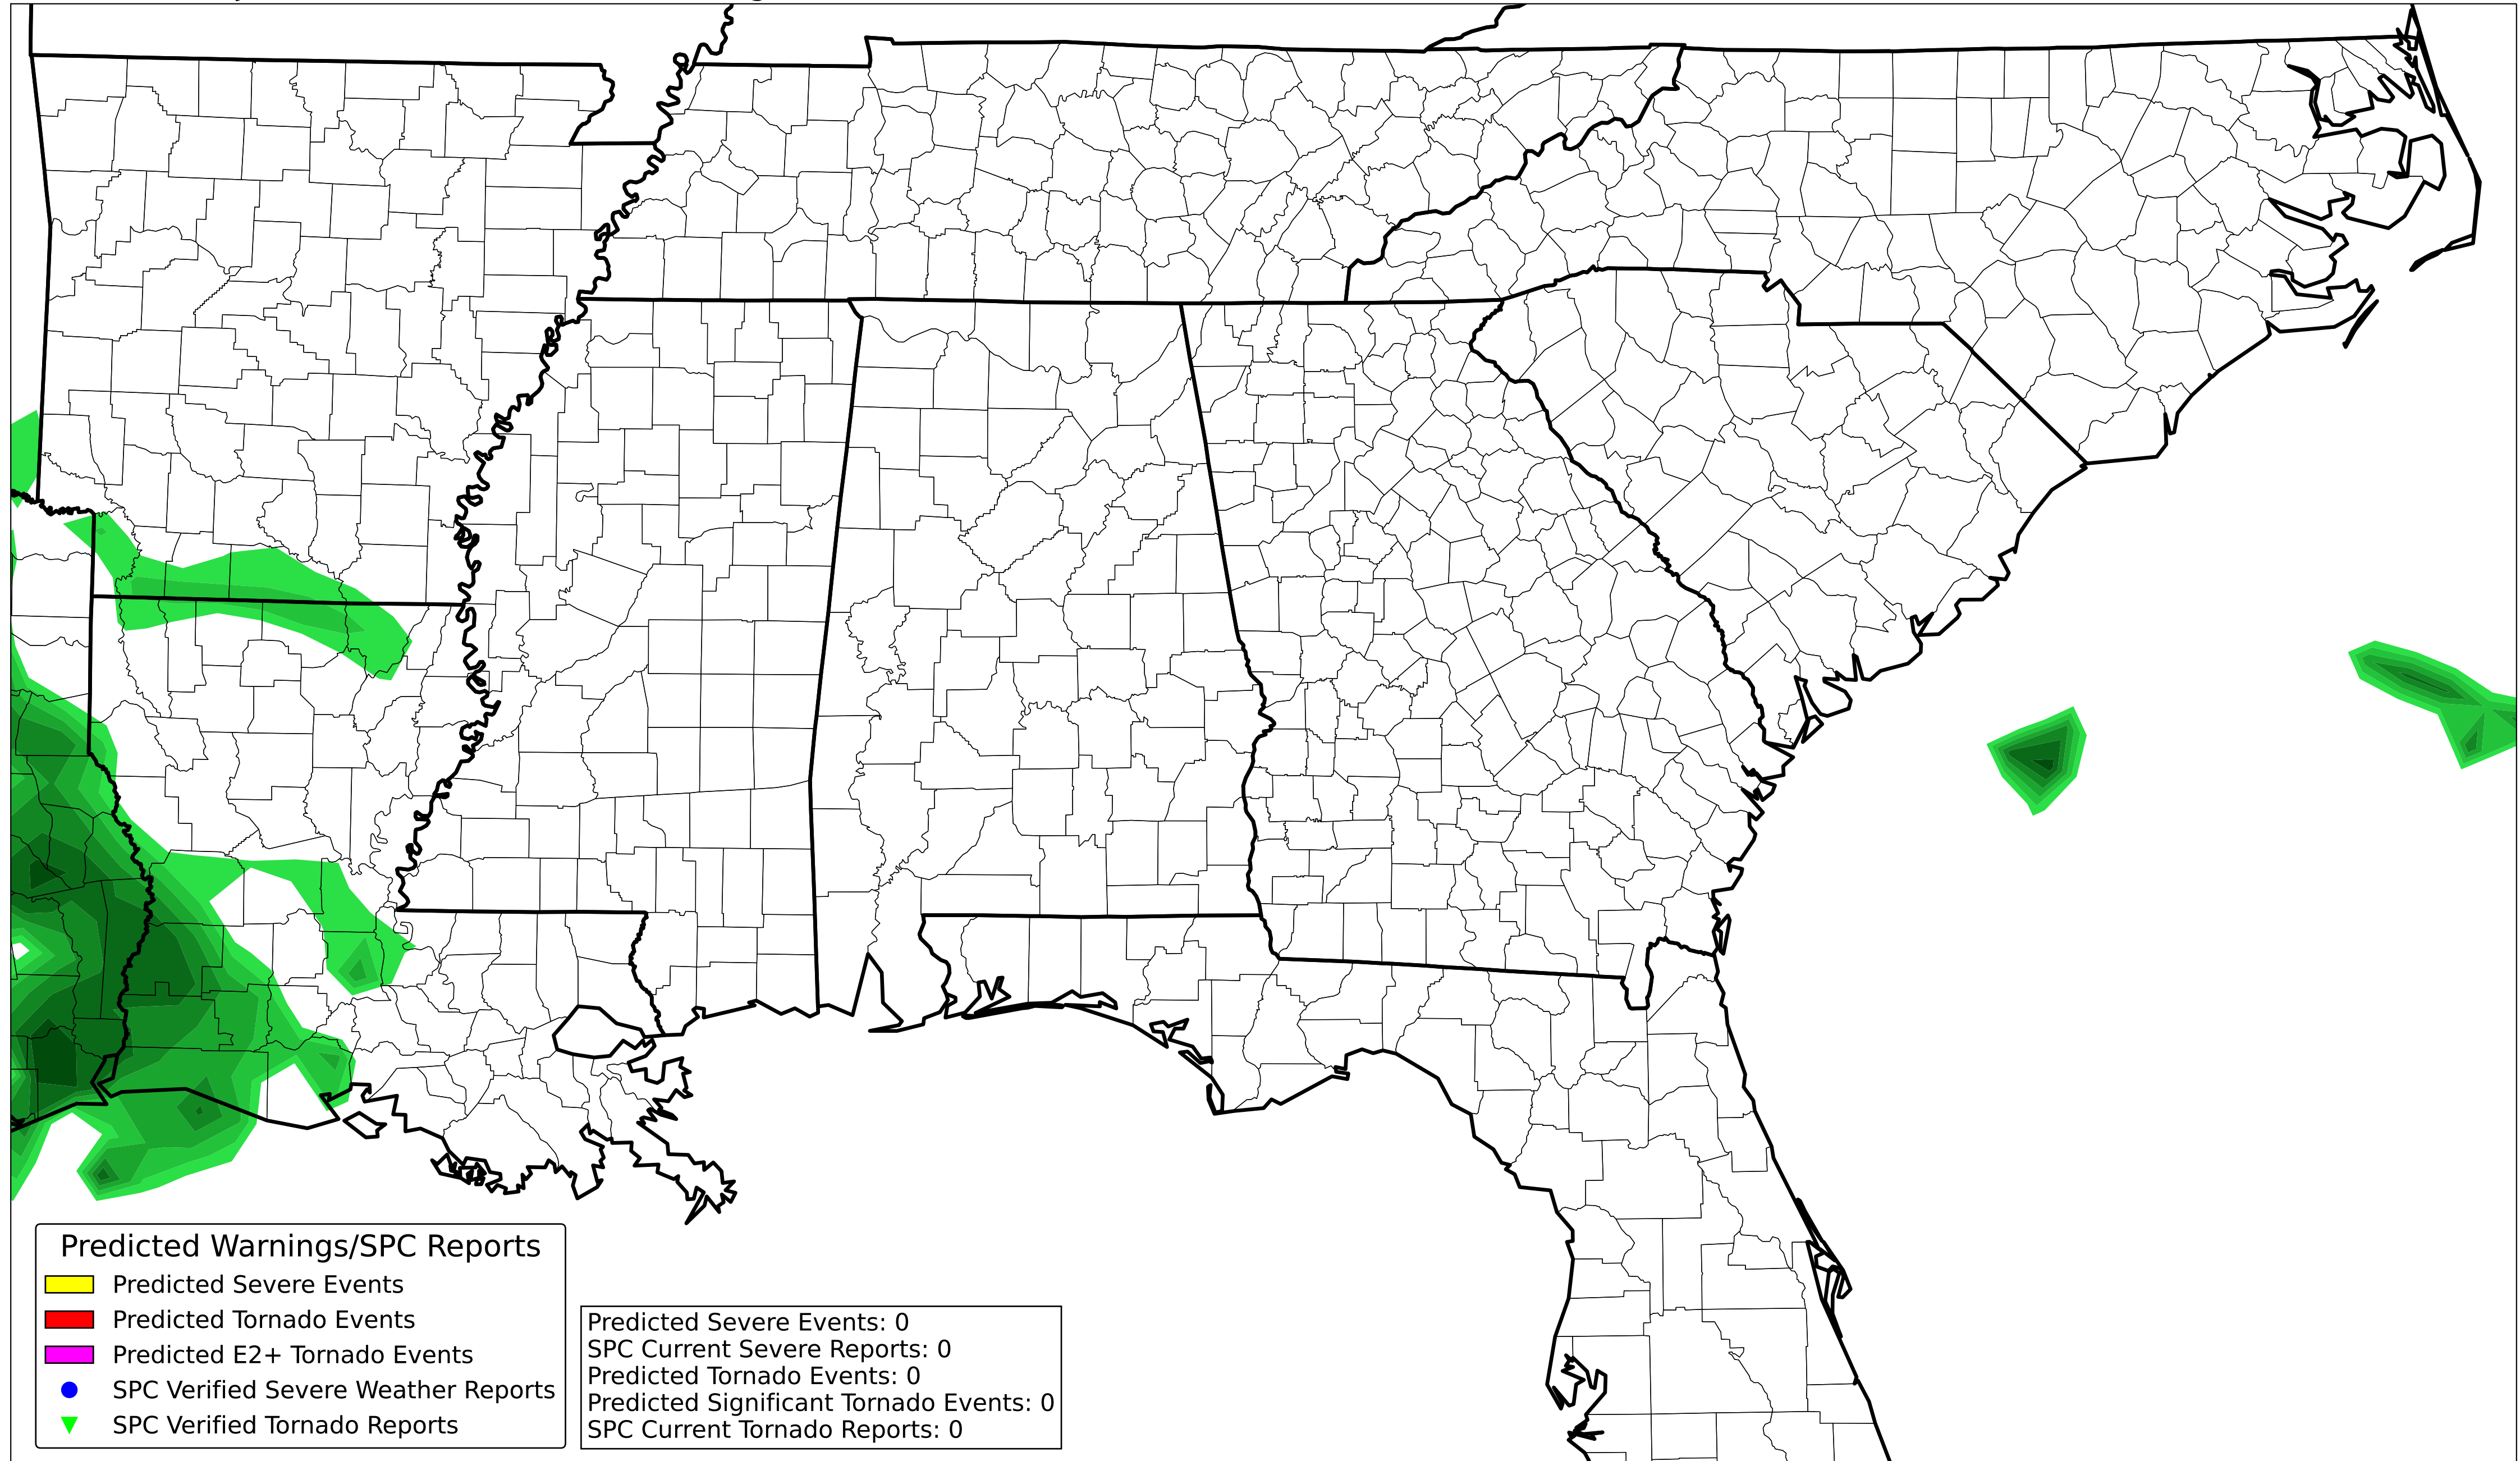 Predicted Warnings/SPC Reports
Predicted Severe Events
Predicted Tornado Events
Predicted E2+ Tornado Events
SPC Verified Severe Weather Reports
SPC Verified Tornado Reports
Predicted Severe Events: 0
SPC Current Severe Reports: 0
Predicted Tornado Events: 0
Predicted Significant Tornado Events: 0
SPC Current Tornado Reports: 0